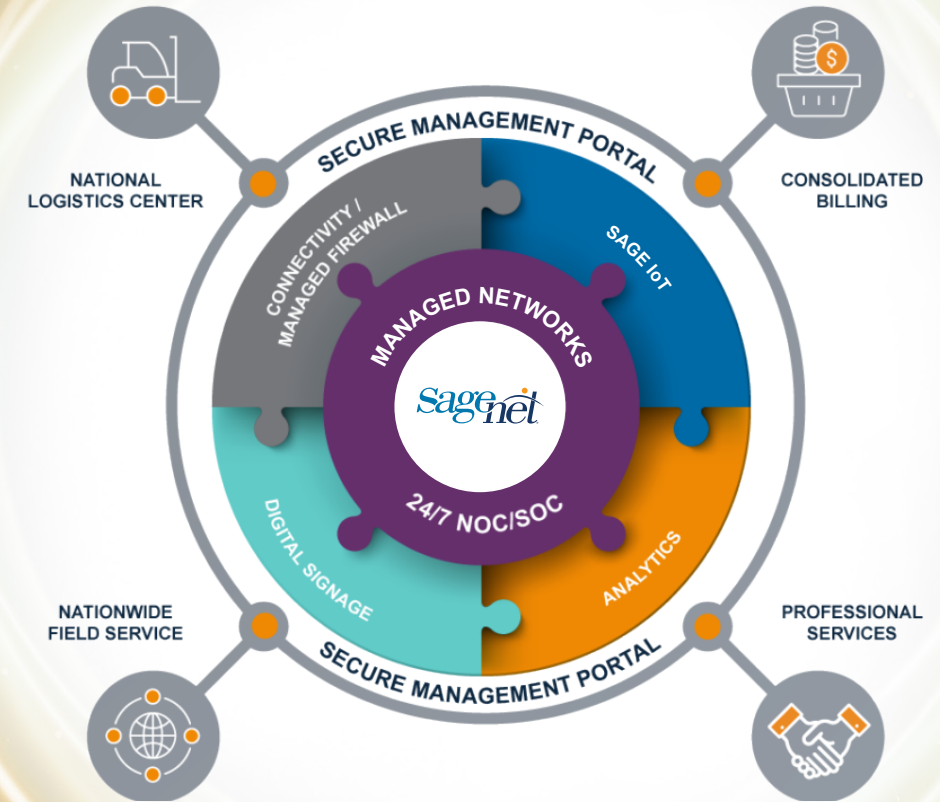 SECURE MANAGEMENT PORTAL
NATIONAL
LOGISTICS CENTER
CONSOLIDATED
BILLING
$
CONNECTIVITY /
MANAGED FIREWALL
SAGE IoT
MANAGED NETWORKS
Sagenet
24/7 NOC/SOC
DIGITAL SIGNAGE
ANALYTICS
NATIONWIDE
FIELD SERVICE
PROFESSIONAL
SERVICES
SECURE MANAGEMENT PORTAL